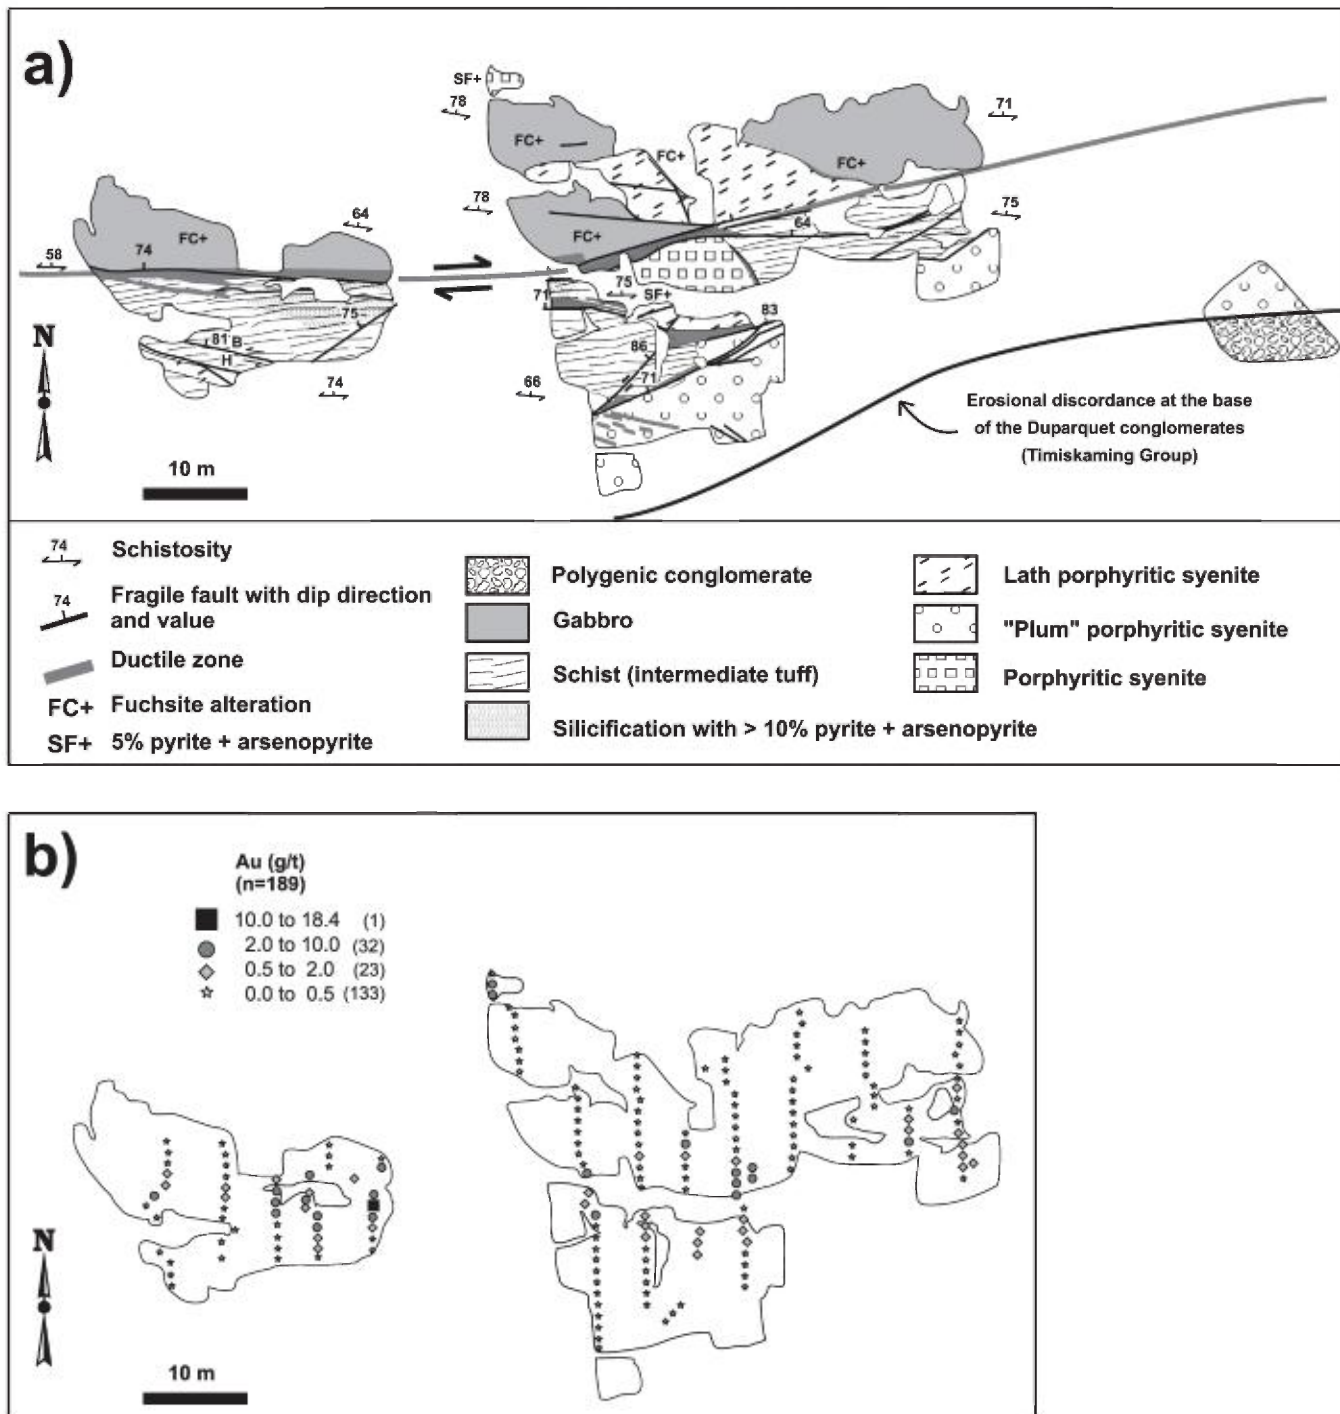 a)
SF+
78
71
FC+
FC+
FC+
78
75
64
64
FC+
FC+
74
58
75
SF+
71
83
75
81 B
H
86
71
74
66
N
10 m
Erosional discordance at the base
of the Duparquet conglomerates
(Timiskaming Group)
74 Schistosity
74 Fragile fault with dip direction
and value
Ductile zone
FC+ Fuchsite alteration
SF+ 5% pyrite + arsenopyrite
Polygenic conglomerate
Gabbro
Schist (intermediate tuff)
Silicification with > 10% pyrite + arsenopyrite
Lath porphyritic syenite
"Plum" porphyritic syenite
Porphyritic syenite
b)
Au (g/t)
(n=189)
10.0 to 18.4 (1)
2.0 to 10.0 (32)
0.5 to 2.0 (23)
0.0 to 0.5 (133)
N
10 m